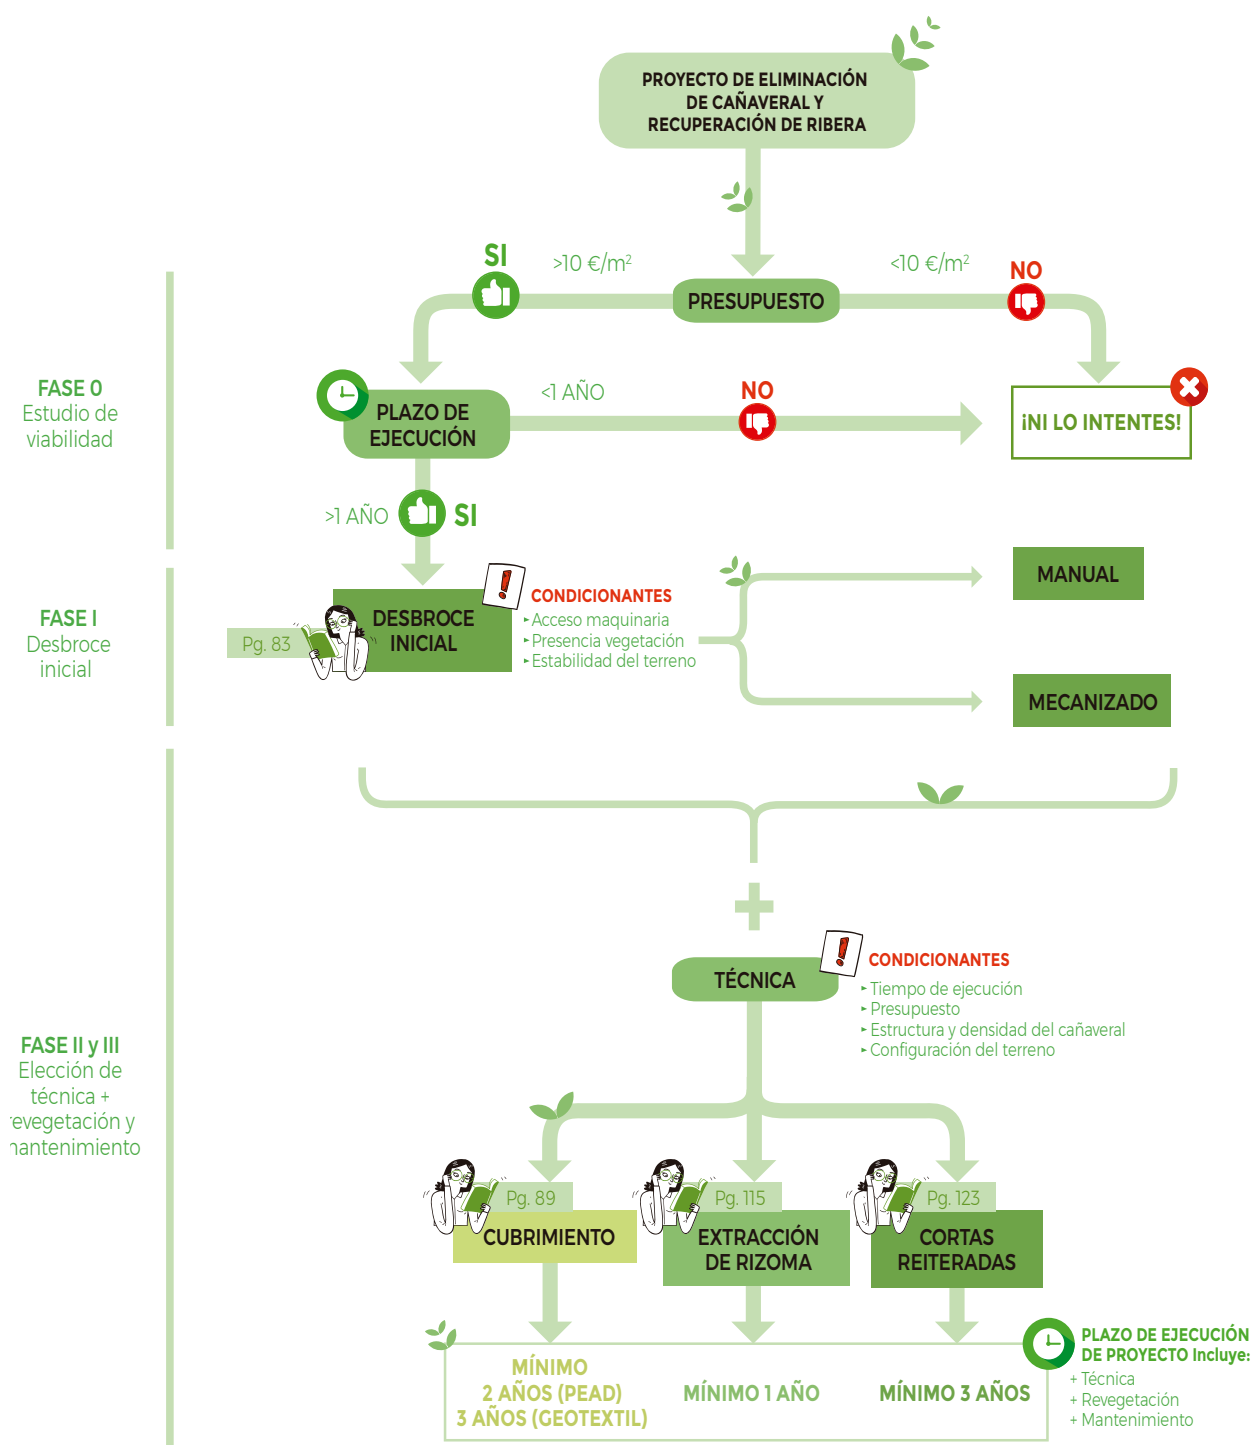 PROYECTO DE ELIMINACIÓN
DE CAÑAVERAL Y
RECUPERACIÓN DE RIBERA
SI
>10 €/m²
<10 €/m²
NO
PRESUPUESTO
FASE 0
Estudio de
viabilidad
PLAZO DE
EJECUCIÓN
<1 AÑO
NO
¡NI LO INTENTES!
>1 AÑO
SI
FASE I
Desbroce
inicial
Pg. 83
DESBROCE
INICIAL
CONDICIONANTES
▸ Acceso maquinaria
▸ Presencia vegetación
▸ Estabilidad del terreno
MANUAL
MECANIZADO
+
TÉCNICA
CONDICIONANTES
▸ Tiempo de ejecución
▸ Presupuesto
▸ Estructura y densidad del cañaveral
▸ Configuración del terreno
FASE II y III
Elección de
técnica +
revegetación y
mantenimiento
Pg. 89
CUBRIMIENTO
Pg. 115
EXTRACCIÓN
DE RIZOMA
Pg. 123
CORTAS
REITERADAS
MÍNIMO
2 AÑOS (PEAD)
3 AÑOS (GEOTEXTIL)
MÍNIMO 1 AÑO
MÍNIMO 3 AÑOS
PLAZO DE EJECUCIÓN
DE PROYECTO Incluye:
+ Técnica
+ Revegetación
+ Mantenimiento